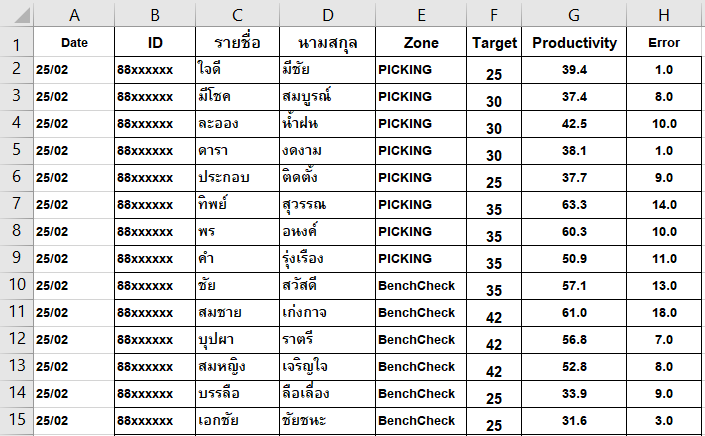 A B C D E F G H
1 Date ID รายชื่อ นามสกุล Zone Target Productivity Error
2 25/02 88xxxxxx ใจดี มีชัย PICKING 25 39.4 1.0
3 25/02 88xxxxxx มีโชค สมบูรณ์ PICKING 30 37.4 8.0
4 25/02 88xxxxxx ละออง น้ำฝน PICKING 30 42.5 10.0
5 25/02 88xxxxxx ดารา งดงาม PICKING 30 38.1 1.0
6 25/02 88xxxxxx ประกอบ ติดตั้ง PICKING 25 37.7 9.0
7 25/02 88xxxxxx ทิพย์ สุวรรณ PICKING 35 63.3 14.0
8 25/02 88xxxxxx พร อนงค์ PICKING 35 60.3 10.0
9 25/02 88xxxxxx คำ รุ่งเรือง PICKING 35 50.9 11.0
10 25/02 88xxxxxx ชัย สวัสดี BenchCheck 35 57.1 13.0
11 25/02 88xxxxxx สมชาย เก่งกาจ BenchCheck 42 61.0 18.0
12 25/02 88xxxxxx บุปผา ราตรี BenchCheck 42 56.8 7.0
13 25/02 88xxxxxx สมหญิง เจริญใจ BenchCheck 42 52.8 8.0
14 25/02 88xxxxxx บรรลือ ลือเลื่อง BenchCheck 25 33.9 9.0
15 25/02 88xxxxxx เอกชัย ชัยชนะ BenchCheck 25 31.6 3.0